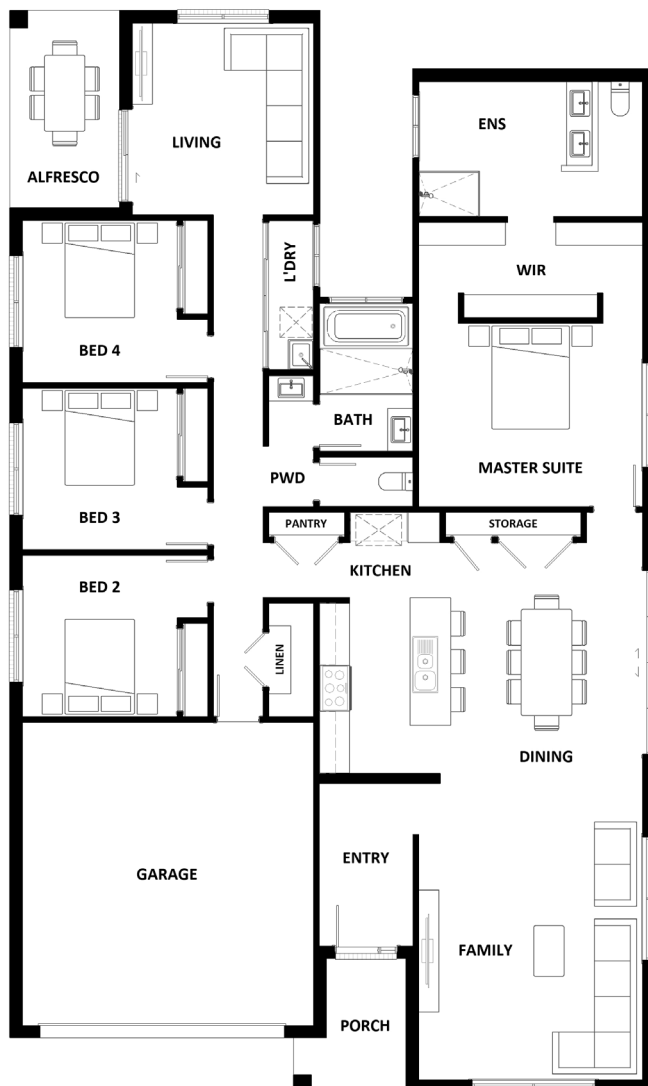 ENS
LIVING
ALFRESCO
L'DRY
WIR
BED 4
BATH
MASTER SUITE
PWD
BED 3
PANTRY
STORAGE
KITCHEN
BED 2
LINEN
DINING
ENTRY
GARAGE
FAMILY
PORCH